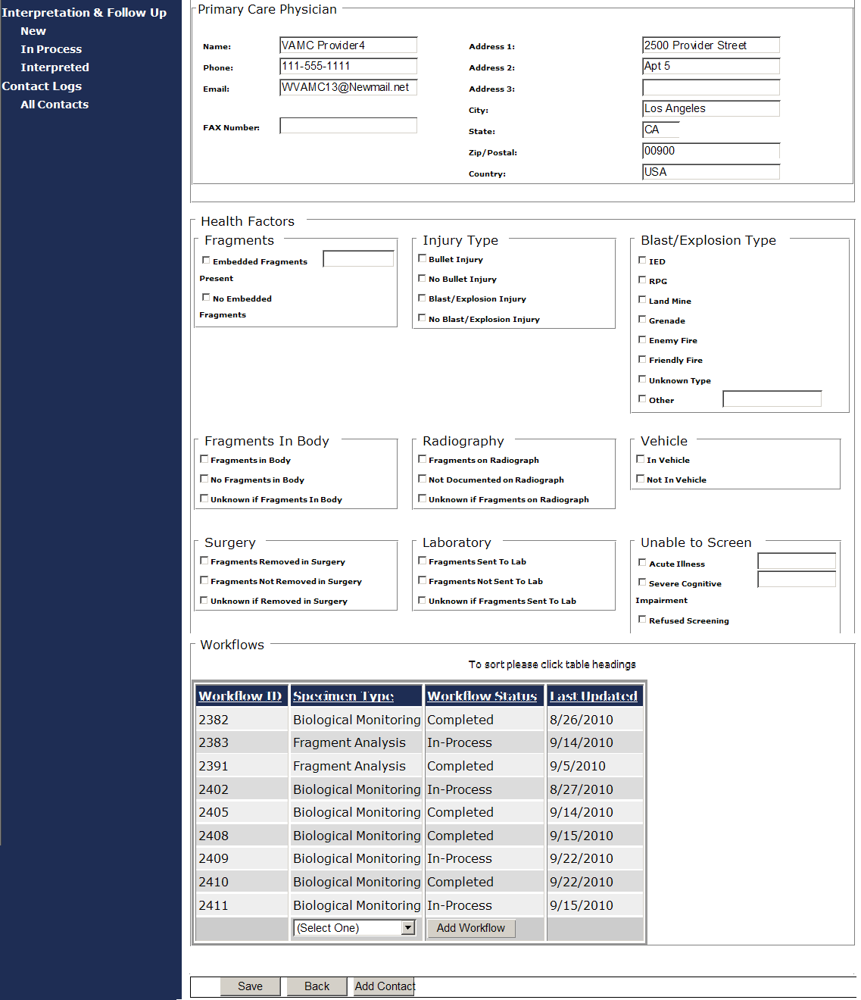 Interpretation & Follow Up
New
In Process
Interpreted
Contact Logs
All Contacts
Primary Care Physician
Name: VAMC Provider4
Phone: 111-555-1111
Email: WVAMC13@Newmail.net
FAX Number:
Address 1: 2500 Provider Street
Address 2: Apt 5
Address 3:
City: Los Angeles
State: CA
Zip/Postal: 00900
Country: USA
Health Factors
Fragments
Embedded Fragments
Present
No Embedded
Fragments
Injury Type
Bullet Injury
No Bullet Injury
Blast/Explosion Injury
No Blast/Explosion Injury
Blast/Explosion Type
IED
RPG
Land Mine
Grenade
Enemy Fire
Friendly Fire
Unknown Type
Other
Fragments In Body
Fragments in Body
No Fragments in Body
Unknown if Fragments In Body
Radiography
Fragments on Radiograph
Not Documented on Radiograph
Unknown if Fragments on Radiograph
Vehicle
In Vehicle
Not In Vehicle
Surgery
Fragments Removed in Surgery
Fragments Not Removed in Surgery
Unknown if Removed in Surgery
Laboratory
Fragments Sent To Lab
Fragments Not Sent To Lab
Unknown if Fragments Sent To Lab
Unable to Screen
Acute Illness
Severe Cognitive
Impairment
Refused Screening
Workflows
To sort please click table headings
Workflow ID Specimen Type Workflow Status Last Updated
2382 Biological Monitoring Completed 8/26/2010
2383 Fragment Analysis In-Process 9/14/2010
2391 Fragment Analysis Completed 9/5/2010
2402 Biological Monitoring In-Process 8/27/2010
2405 Biological Monitoring Completed 9/14/2010
2408 Biological Monitoring Completed 9/15/2010
2409 Biological Monitoring In-Process 9/22/2010
2410 Biological Monitoring Completed 9/22/2010
2411 Biological Monitoring In-Process 9/15/2010
(Select One) Add Workflow
Save Back Add Contact